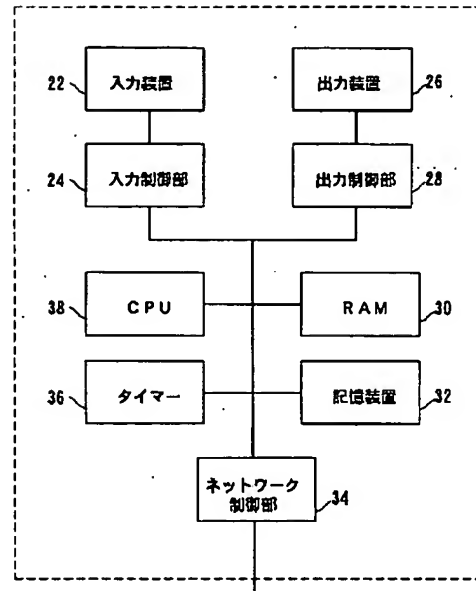 22 入力装置 出力装置 26
24 入力制御部 出力制御部 28
38 CPU RAM 30
36 タイマー 記憶装置 32
ネットワーク
制御部 34